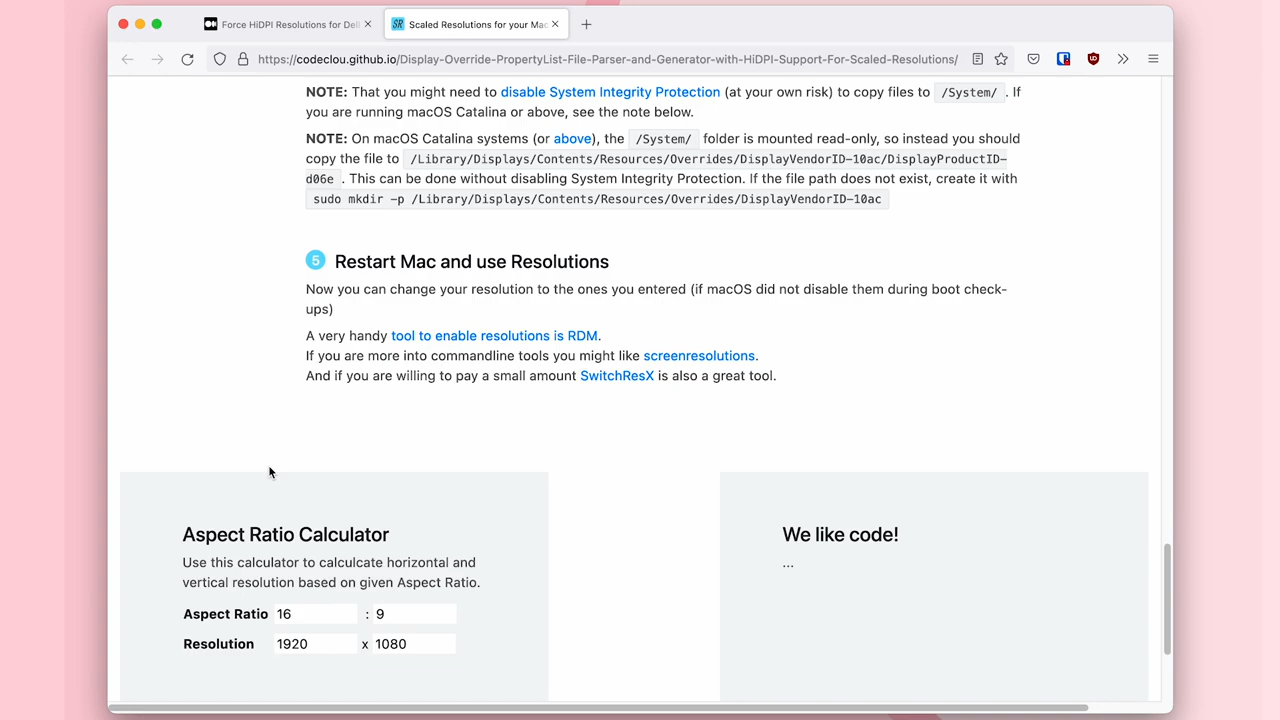 Force HiDPI Resolutions for Dell
Scaled Resolutions for your Mac
https://codeclou.github.io/Display-Override-PropertyList-File-Parser-and-Generator-with-HiDPI-Support-For-Scaled-Resolutions/
NOTE: That you might need to disable System Integrity Protection (at your own risk) to copy files to /System/ . If
you are running macOS Catalina or above, see the note below.
NOTE: On macOS Catalina systems (or above), the /System/ folder is mounted read-only, so instead you should
copy the file to /Library/Displays/Contents/Resources/Overrides/DisplayVendorID-10ac/DisplayProductID-
d06e . This can be done without disabling System Integrity Protection. If the file path does not exist, create it with
sudo mkdir -p /Library/Displays/Contents/Resources/Overrides/DisplayVendorID-10ac
5 Restart Mac and use Resolutions
Now you can change your resolution to the ones you entered (if macOS did not disable them during boot check-
ups)
A very handy tool to enable resolutions is RDM.
If you are more into commandline tools you might like screenresolutions.
And if you are willing to pay a small amount SwitchResX is also a great tool.
Aspect Ratio Calculator
Use this calculator to calculcate horizontal and
vertical resolution based on given Aspect Ratio.
Aspect Ratio 16 : 9
Resolution 1920 x 1080
We like code!
...